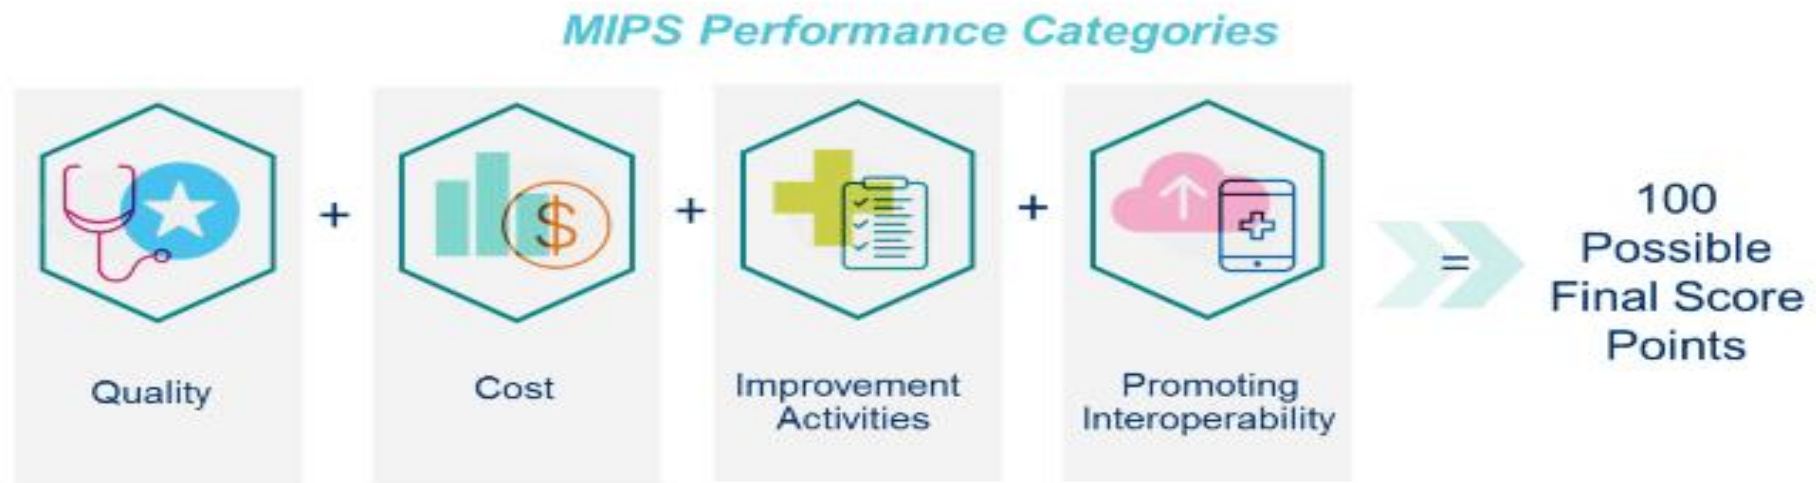 MIPS Performance Categories
+
+
+
=
$
Quality
Cost
Improvement
Activities
Promoting
Interoperability
100
Possible
Final Score
Points